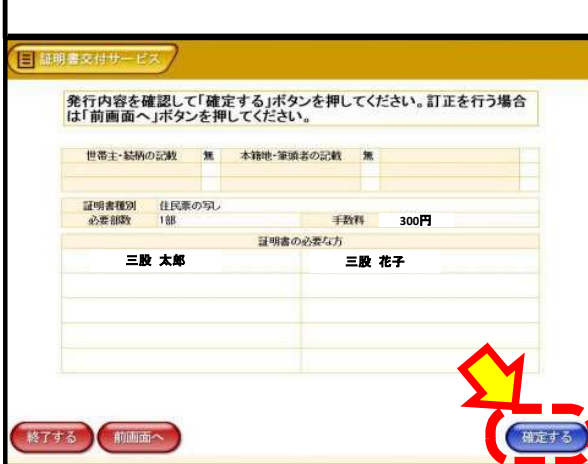 証明書交付サービス
発行内容を確認して「確定する」ボタンを押してください。訂正を行う場合
は「前画面へ」ボタンを押してください。
世帯主・続柄の記載 無 本籍地・筆頭者の記載 無
証明書種別 住民票の写し
必要部数 1部 手数料 300円
証明書の必要な方
三股 太郎 三股 花子
終了する 前画面へ 確定する